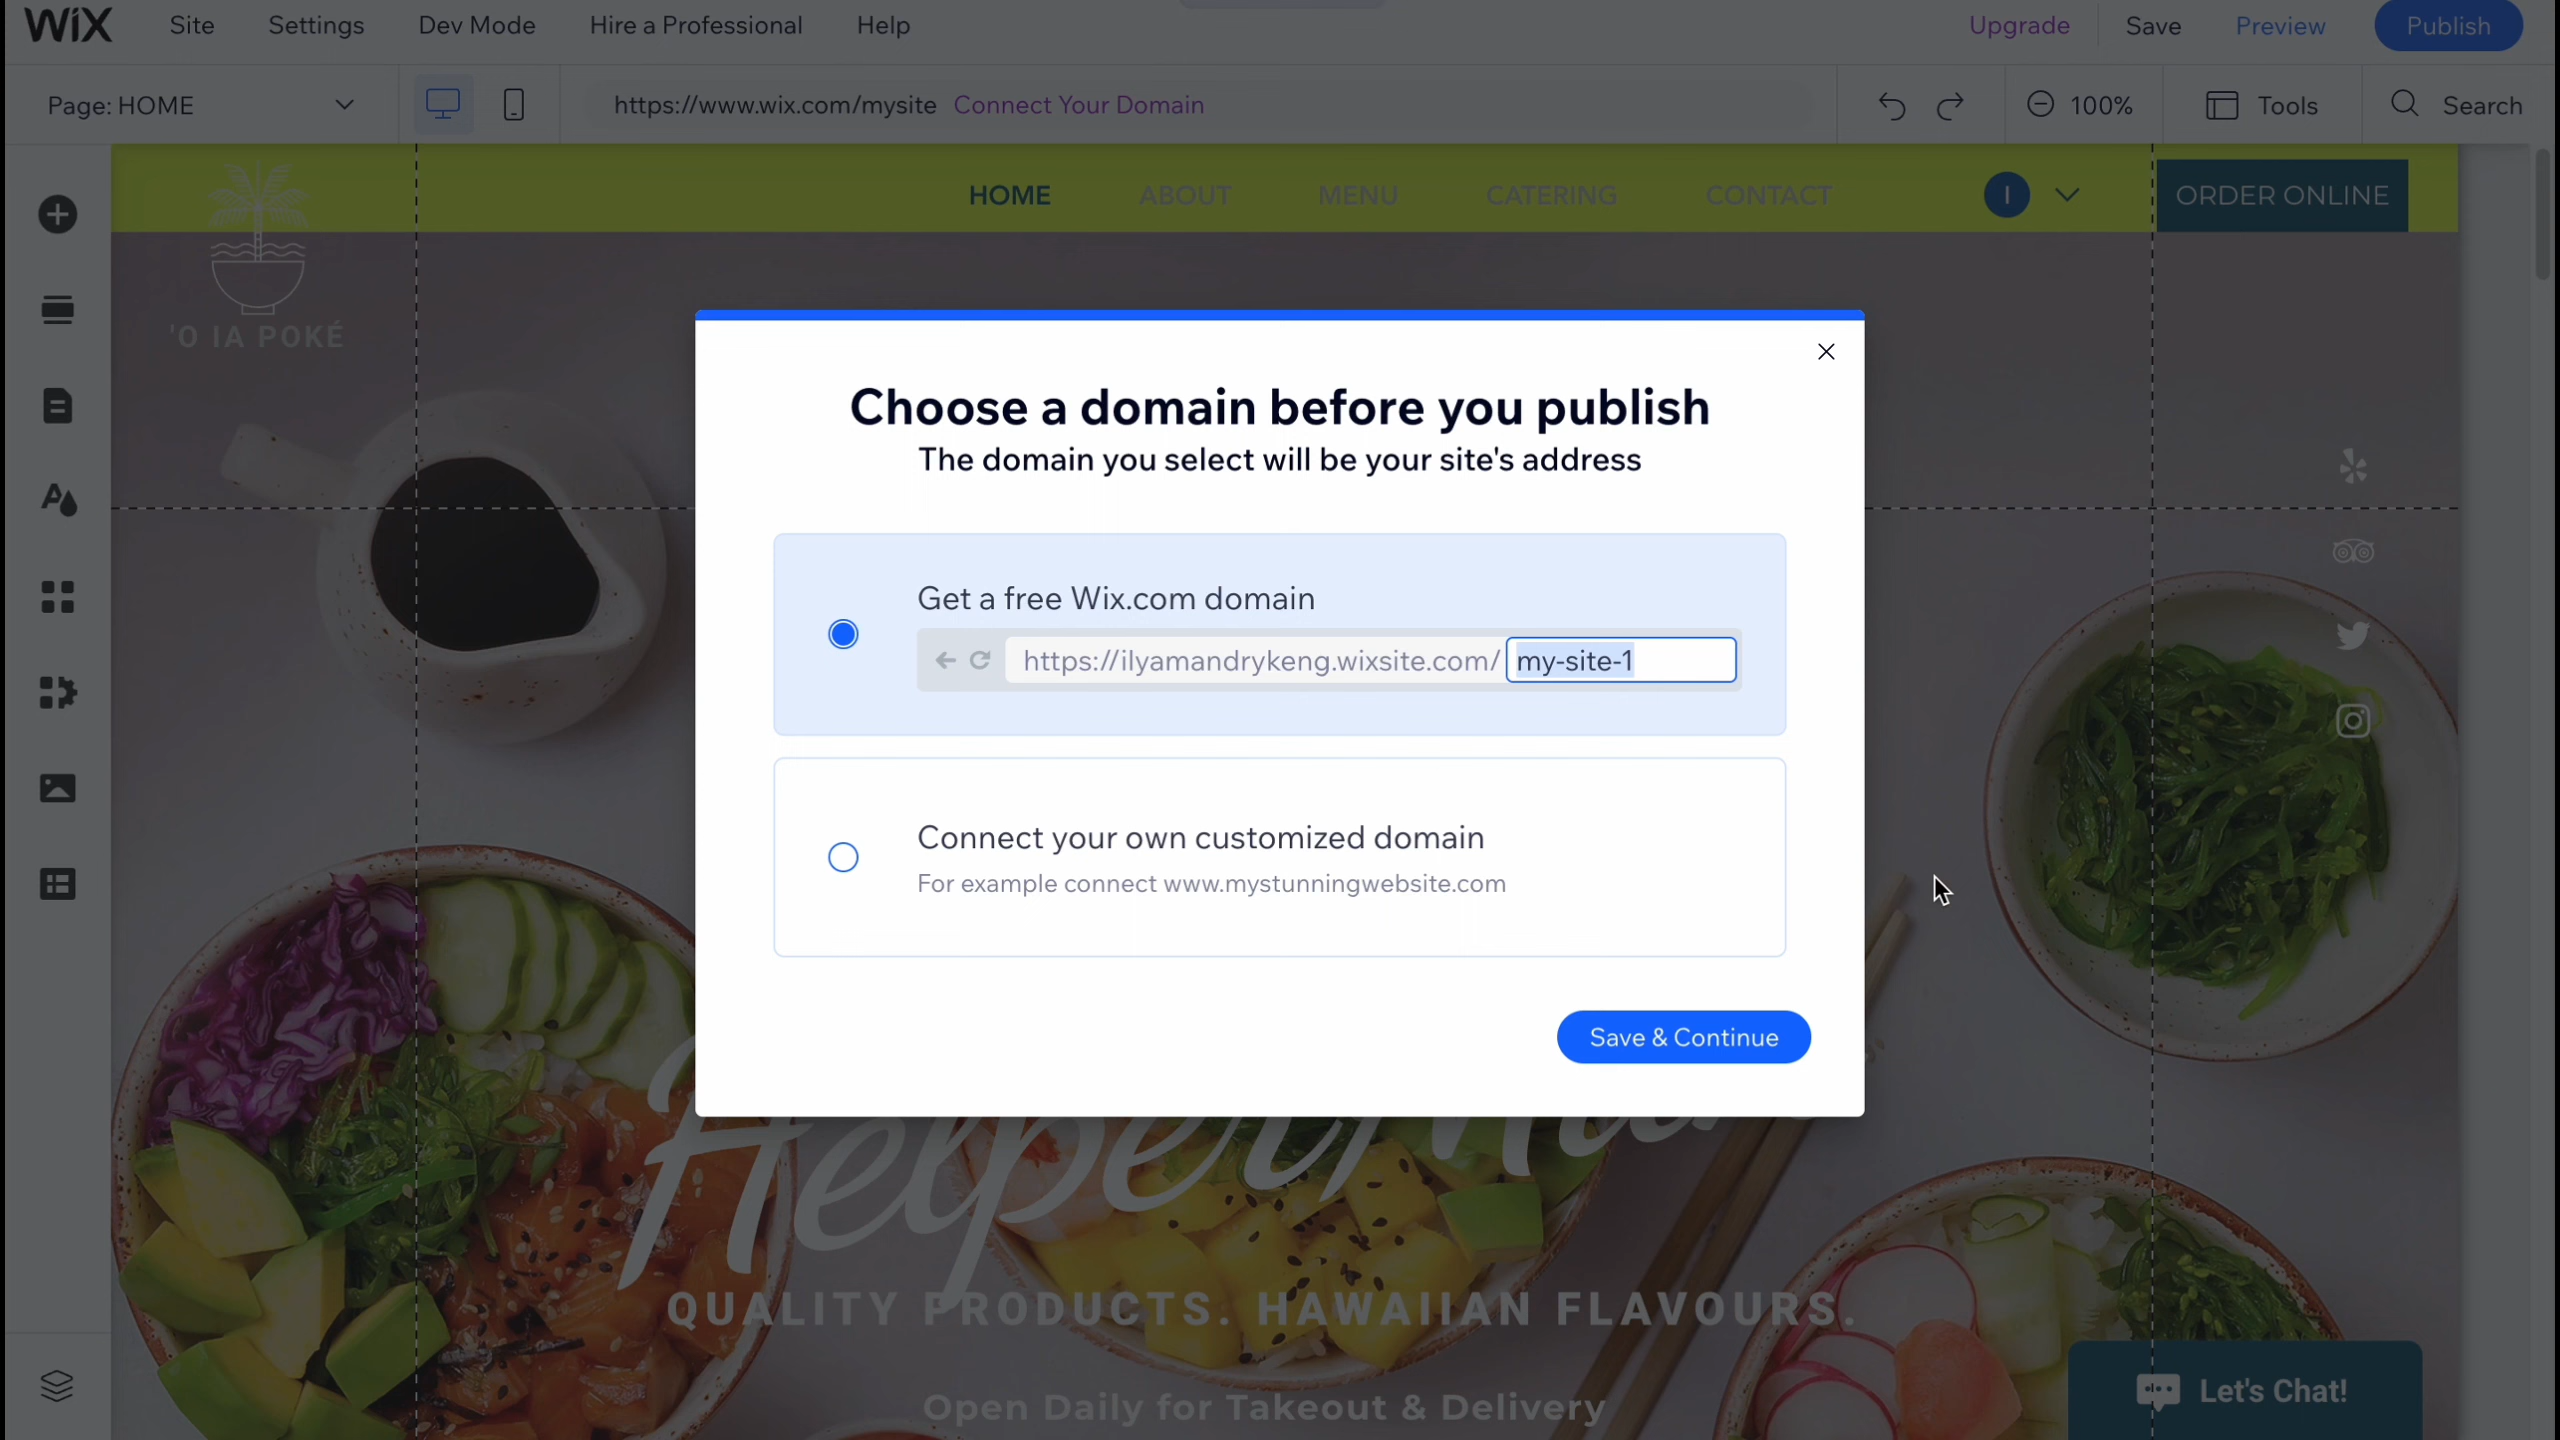 WiX
Site
Settings
Dev Mode
Hire a Professional
Help
Upgrade
Save
Preview
Publish
Page: HOME
https://www.wix.com/mysite Connect Your Domain
100%
Tools
Search
HOME
ABOUT
MENU
CATERING
CONTACT
I
ORDER ONLINE
'O IA POKÉ
Choose a domain before you publish
The domain you select will be your site's address
Get a free Wix.com domain
https://ilyamandrykeng.wixsite.com/ my-site-1
Connect your own customized domain
For example connect www.mystunningwebsite.com
Save & Continue
QUALITY PRODUCTS. HAWAIIAN FLAVOURS.
Open Daily for Takeout & Delivery
Let's Chat!